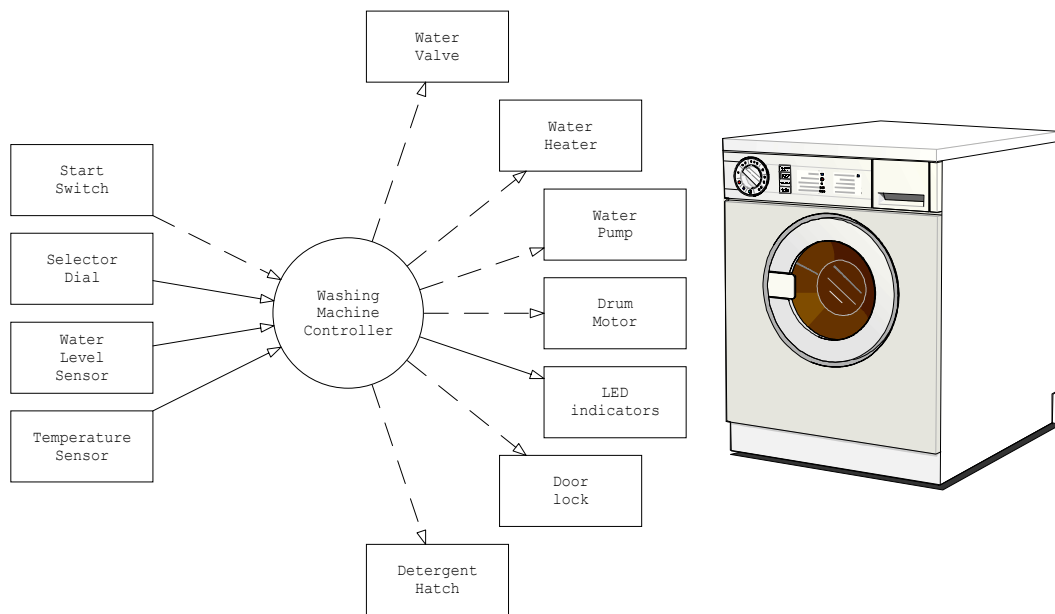 Water
Valve
Water
Heater
Start
Switch
Water
Pump
Selector
Dial
Washing
Machine
Controller
Drum
Motor
Water
Level
Sensor
LED
indicators
Temperature
Sensor
Door
lock
Detergent
Hatch